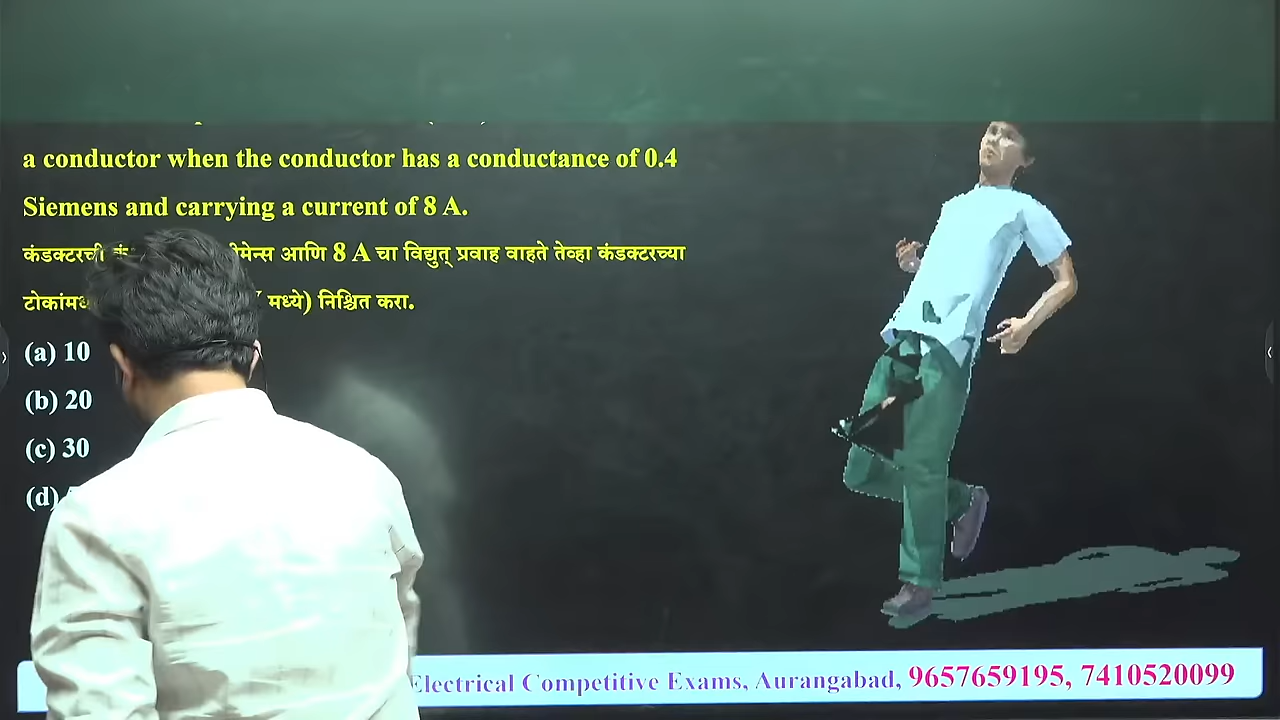 a conductor when the conductor has a conductance of 0.4
Siemens and carrying a current of 8 A.
कंडक्टरची आणि 8 A चा विद्युत् प्रवाह वाहते तेव्हा कंडक्टरच्या
मध्ये) निश्चित करा.
(a) 10
(b) 20
(c) 30
(d)
Electrical Competitive Exams, Aurangabad, 9657659195, 7410520099